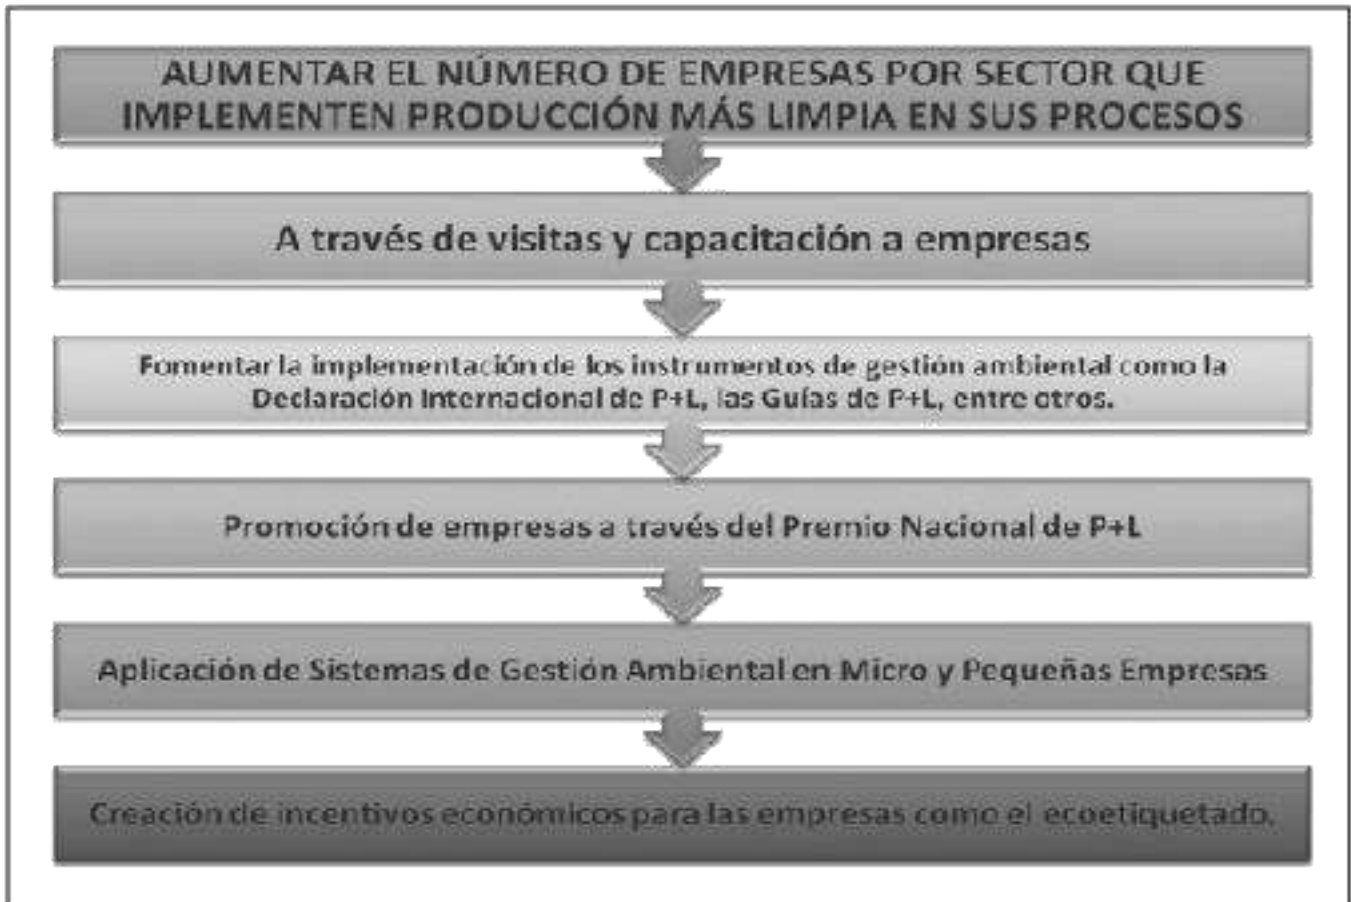 AUMENTAR EL NÚMERO DE EMPRESAS POR SECTOR QUE
IMPLEMENTEN PRODUCCIÓN MÁS LIMPIA EN SUS PROCESOS
A través de visitas y capacitación a empresas
Fomentar la implementación de los instrumentos de gestión ambiental como la
Declaración Internacional de P+L, las Guías de P+L, entre otros.
Promoción de empresas a través del Premio Nacional de P+L
Aplicación de Sistemas de Gestión Ambiental en Micro y Pequeñas Empresas
Creación de incentivos económicos para las empresas como el ecoetiquetado.